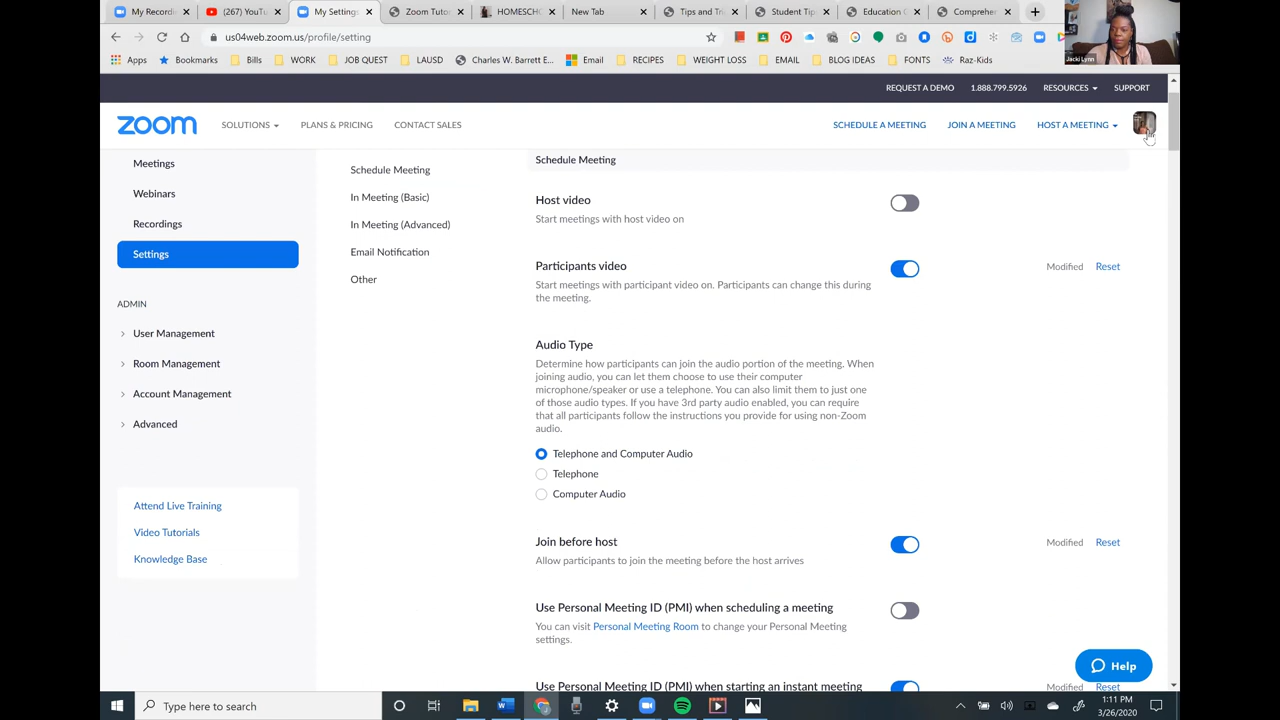 My Recordi
(267) YouTu
My Settings
Zoom Tutor
HOMESCHO
New Tab
Tips and Tri
Student Tip
Education G
Comprehen
us04web.zoom.us/profile/setting
Apps
Bookmarks
Bills
WORK
JOB QUEST
LAUSD
Charles W. Barrett E...
Email
RECIPES
WEIGHT LOSS
EMAIL
BLOG IDEAS
FONTS
Raz-Kids
Jacki Lynn
REQUEST A DEMO
1.888.799.5926
RESOURCES
SUPPORT
zoom
SOLUTIONS
PLANS & PRICING
CONTACT SALES
SCHEDULE A MEETING
JOIN A MEETING
HOST A MEETING
Meetings
Webinars
Recordings
Settings
ADMIN
User Management
Room Management
Account Management
Advanced
Attend Live Training
Video Tutorials
Knowledge Base
Schedule Meeting
In Meeting (Basic)
In Meeting (Advanced)
Email Notification
Other
Schedule Meeting
Host video
Start meetings with host video on
Participants video
Modified Reset
Start meetings with participant video on. Participants can change this during
the meeting.
Audio Type
Determine how participants can join the audio portion of the meeting. When
joining audio, you can let them choose to use their computer
microphone/speaker or use a telephone. You can also limit them to just one
of those audio types. If you have 3rd party audio enabled, you can require
that all participants follow the instructions you provide for using non-Zoom
audio.
Telephone and Computer Audio
Telephone
Computer Audio
Join before host
Modified Reset
Allow participants to join the meeting before the host arrives
Use Personal Meeting ID (PMI) when scheduling a meeting
You can visit Personal Meeting Room to change your Personal Meeting
settings.
Use Personal Meeting ID (PMI) when starting an instant meeting
Modified Reset
Help
Type here to search
1:11 PM
3/26/2020